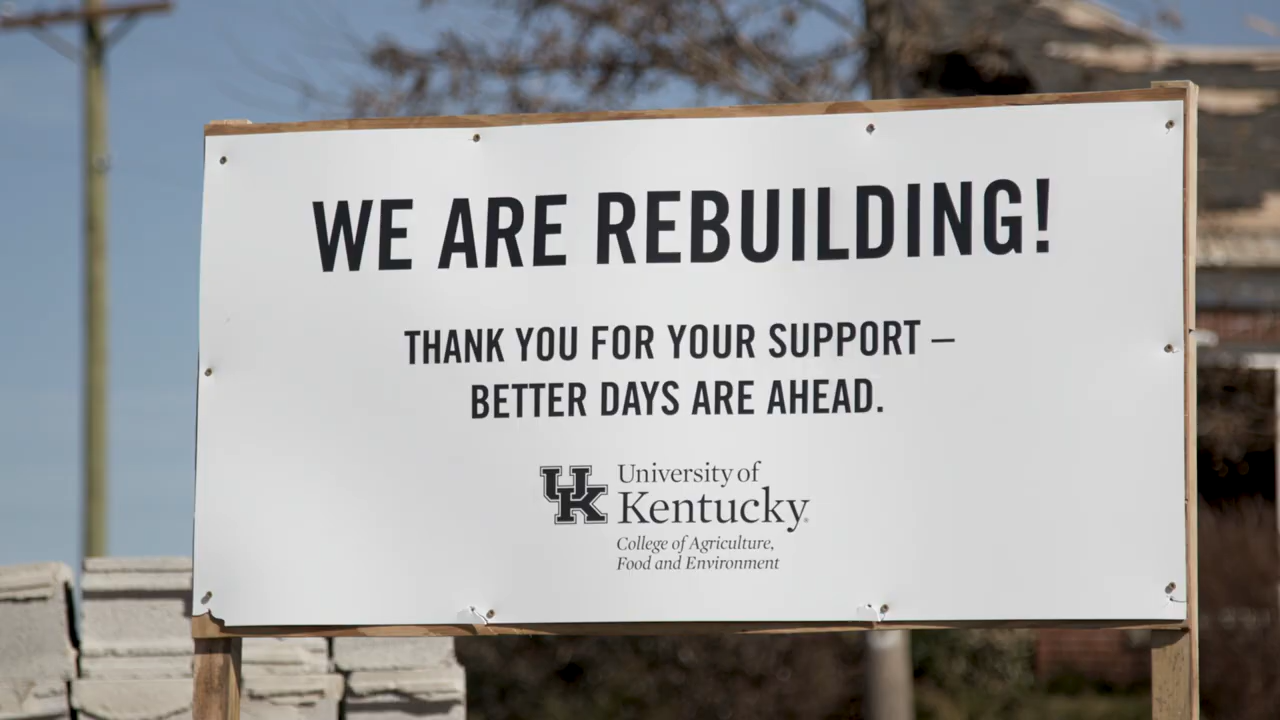 WE ARE REBUILDING!
THANK YOU FOR YOUR SUPPORT –
BETTER DAYS ARE AHEAD.
UK
University of
Kentucky®
College of Agriculture,
Food and Environment